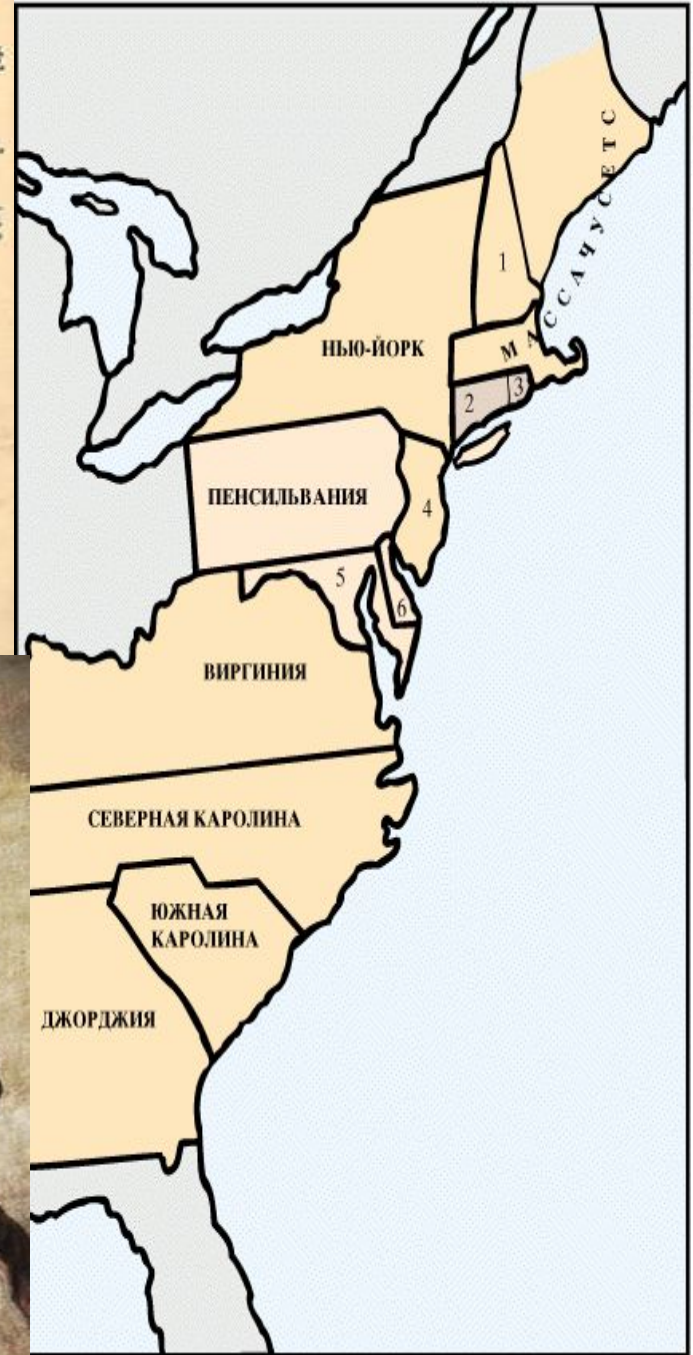 МАССАЧУСЕТС
1
НЬЮ-ЙОРК
2
3
ПЕНСИЛЬВАНИЯ
4
5
6
ВИРГИНИЯ
СЕВЕРНАЯ КАРОЛИНА
ЮЖНАЯ
КАРОЛИНА
ДЖОРДЖИЯ